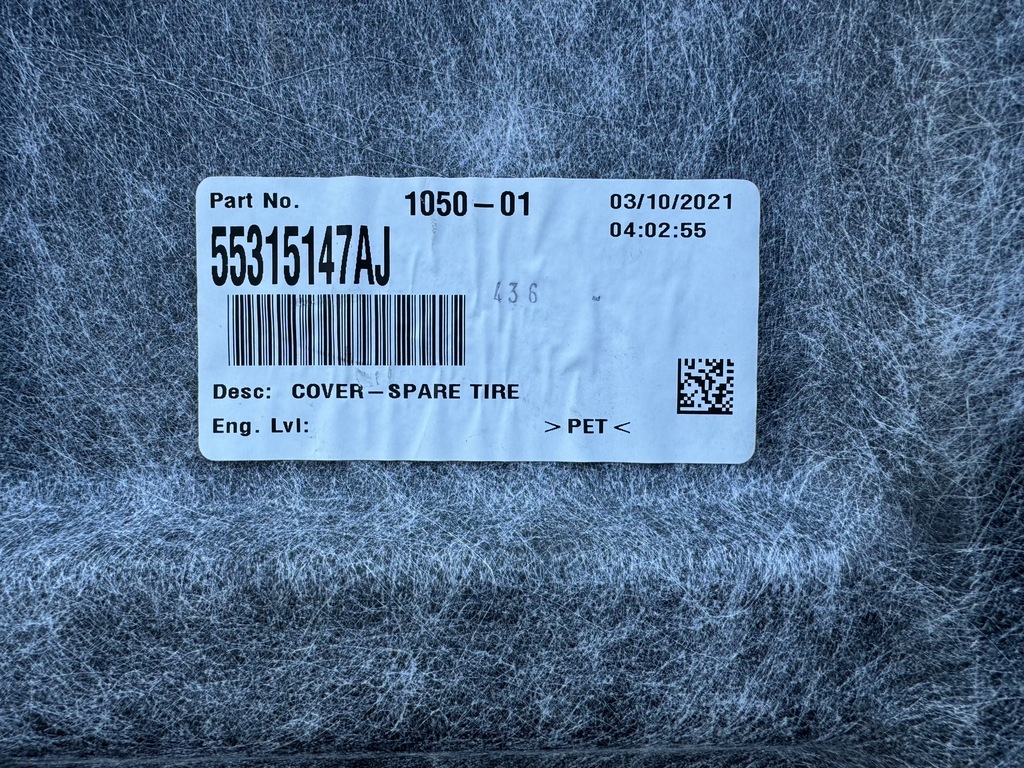 Part No.
1050-01
03/10/2021
04:02:55
55315147AJ
436
Desc: COVER-SPARE TIRE
Eng. Lvl:
>PET<